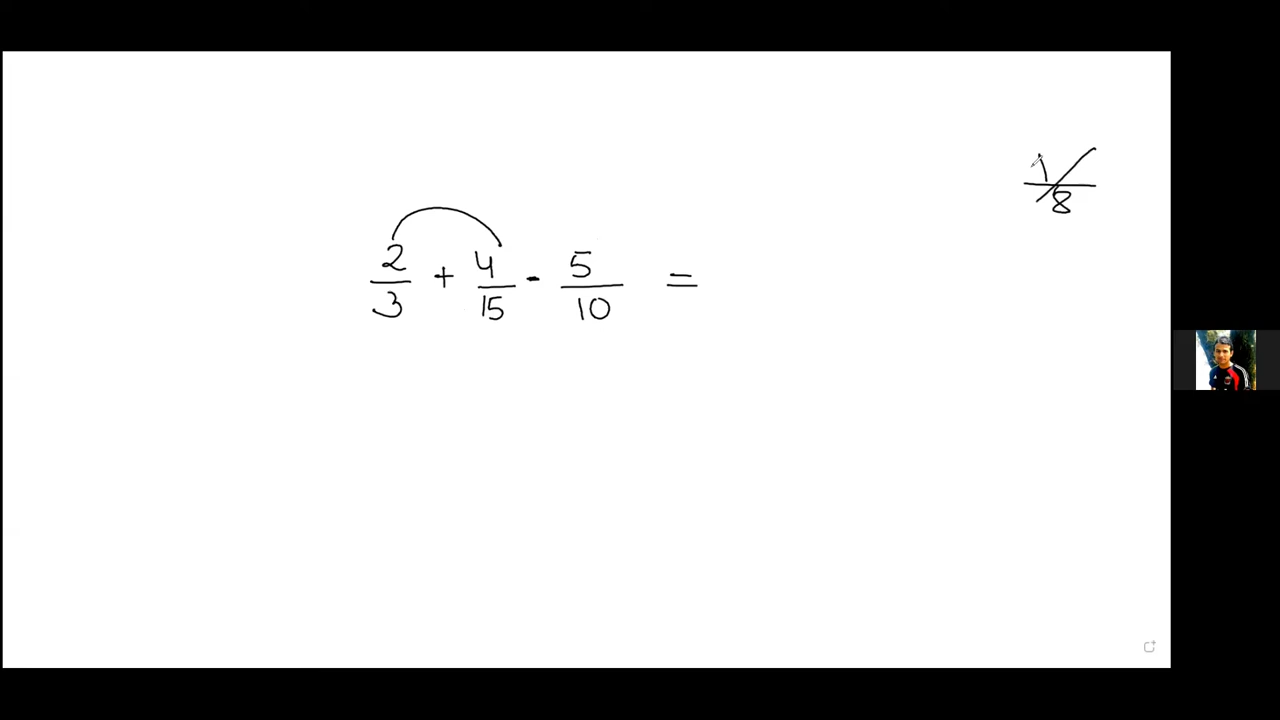 1/8
2/3 + 4/15 - 5/10 =